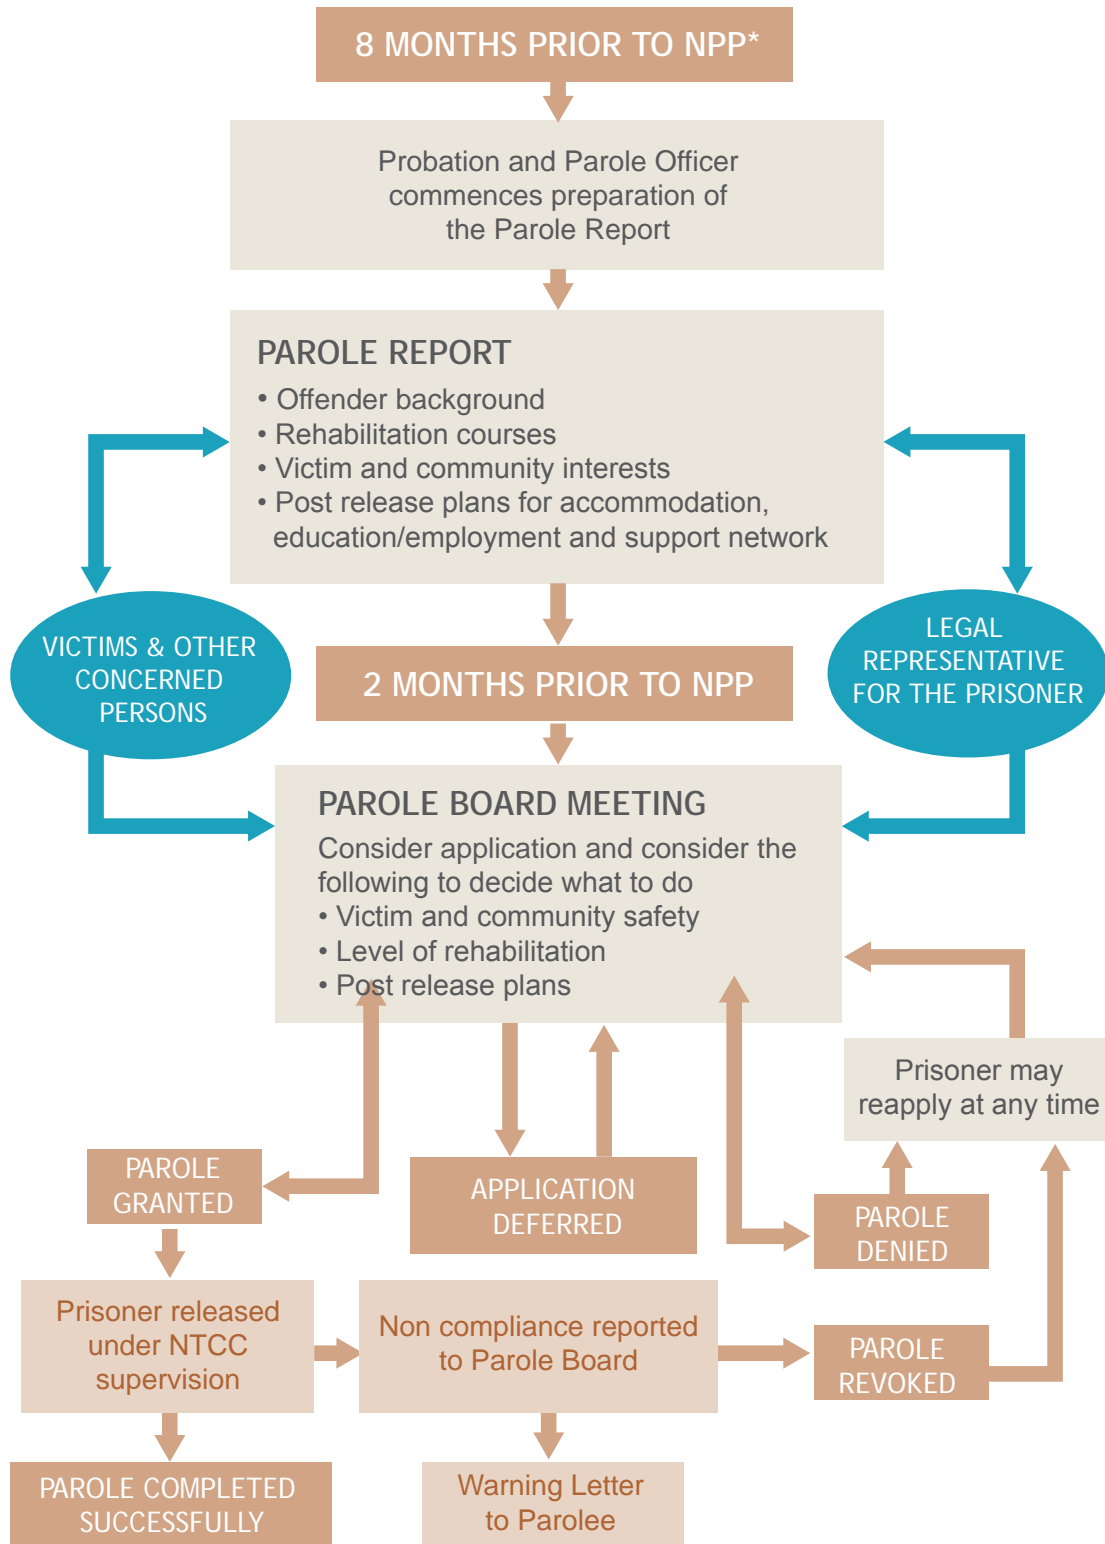 8 MONTHS PRIOR TO NPP*
Probation and Parole Officer
commences preparation of
the Parole Report
PAROLE REPORT
• Offender background
• Rehabilitation courses
• Victim and community interests
• Post release plans for accommodation,
education/employment and support network
VICTIMS & OTHER
CONCERNED
PERSONS
LEGAL
REPRESENTATIVE
FOR THE PRISONER
2 MONTHS PRIOR TO NPP
PAROLE BOARD MEETING
Consider application and consider the
following to decide what to do
• Victim and community safety
• Level of rehabilitation
• Post release plans
Prisoner may
reapply at any time
PAROLE
GRANTED
APPLICATION
DEFERRED
PAROLE
DENIED
Prisoner released
under NTCC
supervision
Non compliance reported
to Parole Board
PAROLE
REVOKED
PAROLE COMPLETED
SUCCESSFULLY
Warning Letter
to Parolee